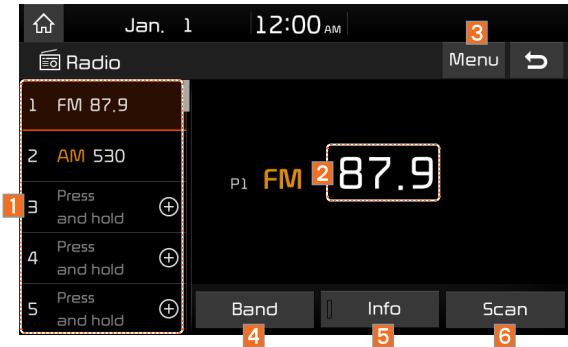 Jan. 1 12:00 AM
3
Radio Menu
1 FM 87.9
2 AM 530
1
3 Press and hold
4 Press and hold
5 Press and hold
P1 FM 2 87.9
Band Info Scan
4 5 6